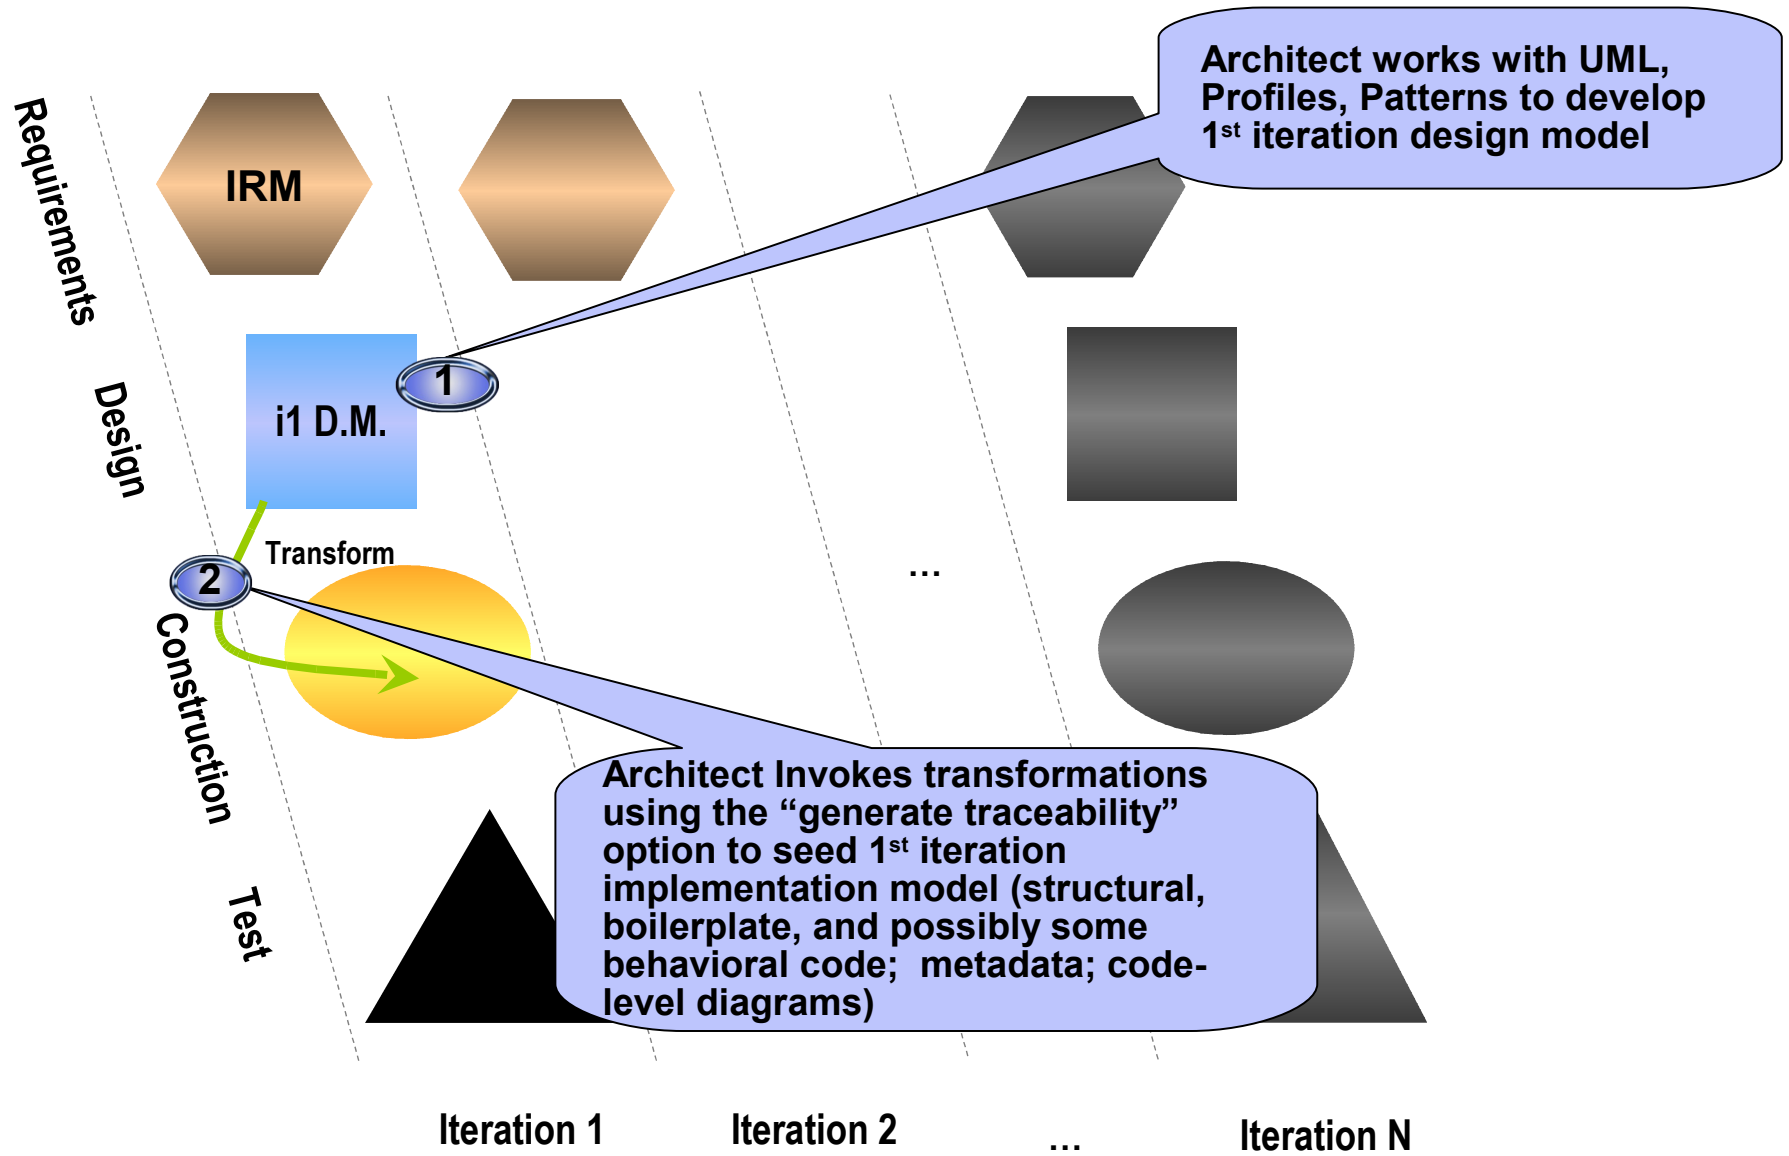 Architect works with UML,
Profiles, Patterns to develop
1st iteration design model
Requirements
IRM
Design
i1 D.M.
1
Transform
2
…
Construction
Architect Invokes transformations
using the “generate traceability”
option to seed 1st iteration
implementation model (structural,
boilerplate, and possibly some
behavioral code;  metadata; code-
level diagrams)
Test
Iteration 1
Iteration 2
…
Iteration N